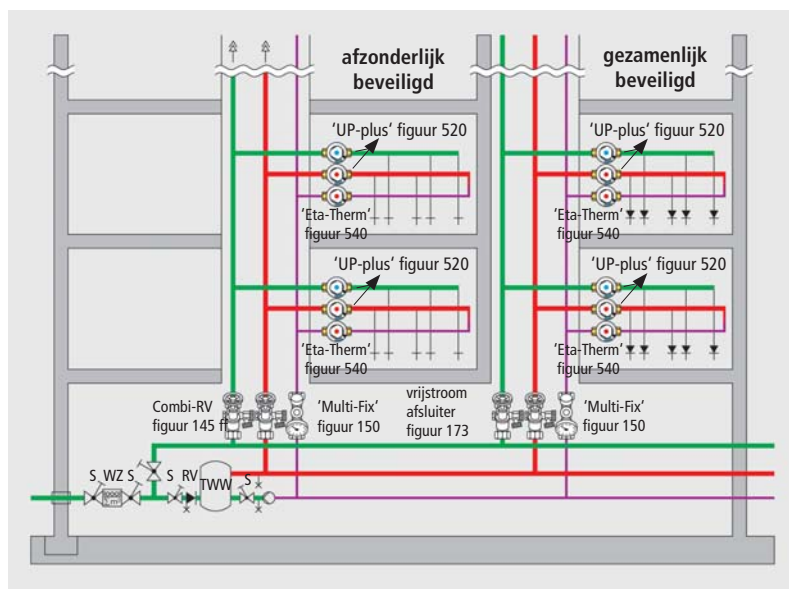 afzonderlijk
beveiligd
gezamenlijk
beveiligd
'UP-plus' figuur 520
'UP-plus' figuur 520
'Eta-Therm'
figuur 540
'Eta-Therm'
figuur 540
'UP-plus' figuur 520
'UP-plus' figuur 520
'Eta-Therm'
figuur 540
'Eta-Therm'
figuur 540
Combi-RV
figuur 145 ff
'Multi-Fix'
figuur 150
vrijstroom
afsluiter
figuur 173
'Multi-Fix'
figuur 150
S WZ S S RV TWW S
m³